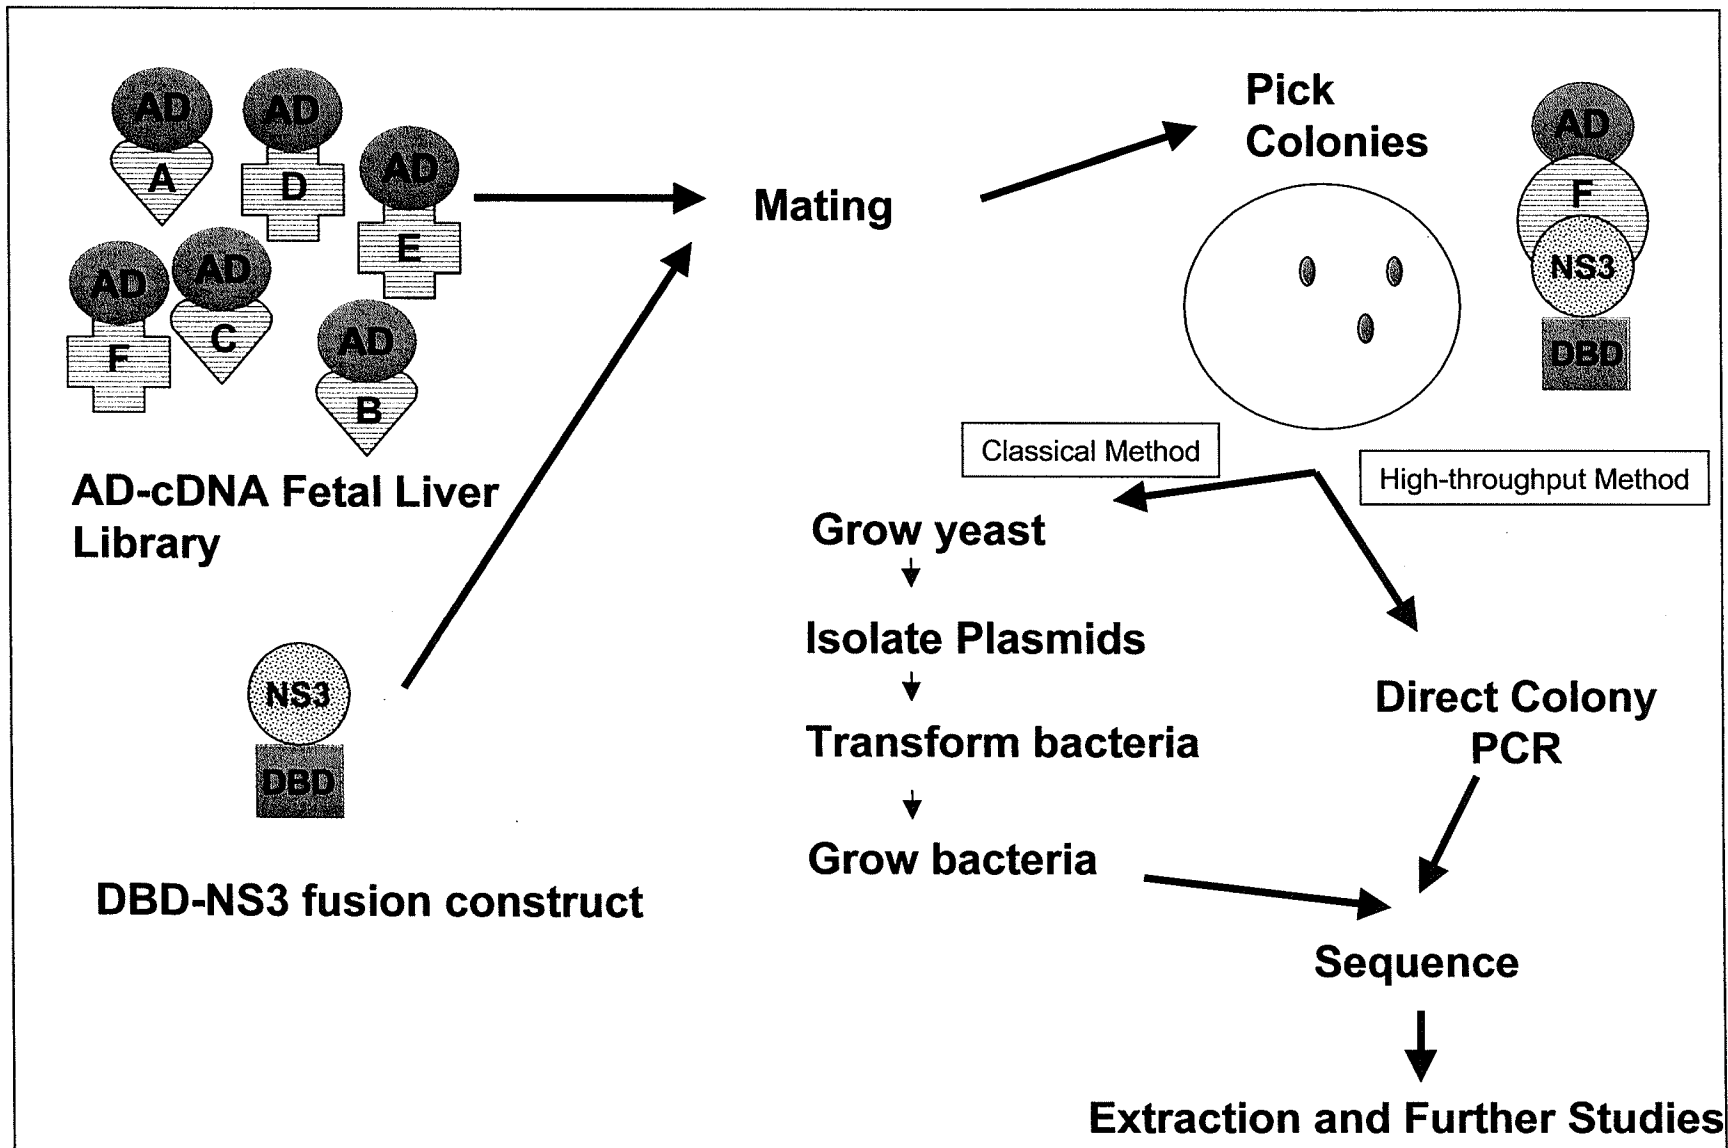 AD
A
AD
D
AD
E
AD
F
AD
C
AD
B
AD-cDNA Fetal Liver
Library
NS3
DBD
DBD-NS3 fusion construct
Mating
Pick
Colonies
AD
F
NS3
DBD
Classical Method
High-throughput Method
Grow yeast
Isolate Plasmids
Transform bacteria
Grow bacteria
Direct Colony
PCR
Sequence
Extraction and Further Studies